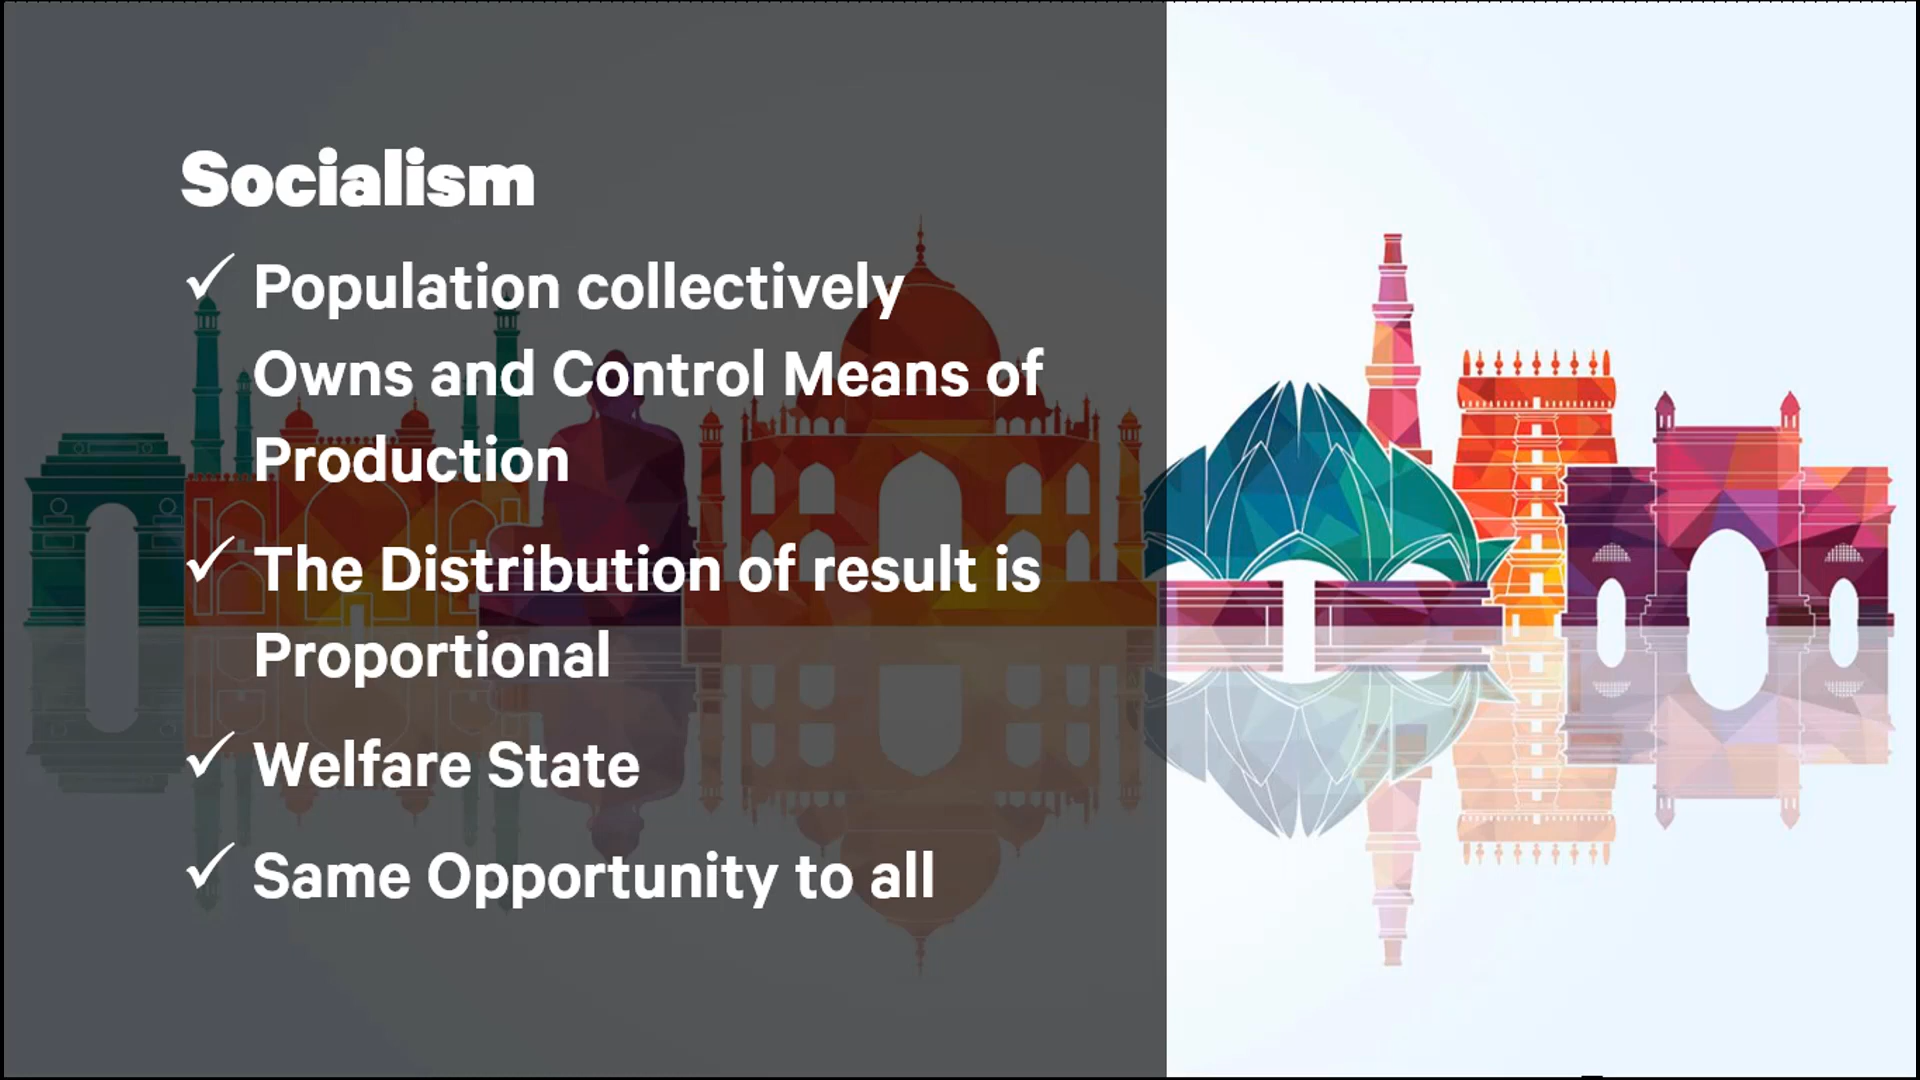 Socialism
✓ Population collectively
Owns and Control Means of
Production
✓ The Distribution of result is
Proportional
✓ Welfare State
✓ Same Opportunity to all